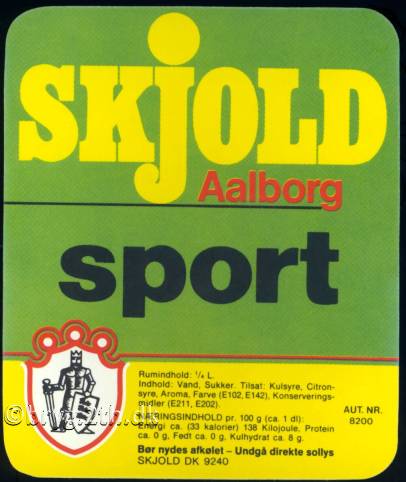 SKjOLD
Aalborg
sport
Rumindhold: ¼ L.
Indhold: Vand, Sukker. Tilsat: Kulsyre, Citron-
syre, Aroma, Farve (E102, E142), Konserverings-
midler (E211, E202).
NÆRINGSINDHOLD pr. 100 g (ca. 1 dl):
Energi ca. (33 kalorier) 138 Kilojoule, Protein
ca. 0 g, Fedt ca. 0 g, Kulhydrat ca. 8 g.
Bør nydes afkølet – Undgå direkte sollys
SKJOLD DK 9240
AUT. NR.
8200